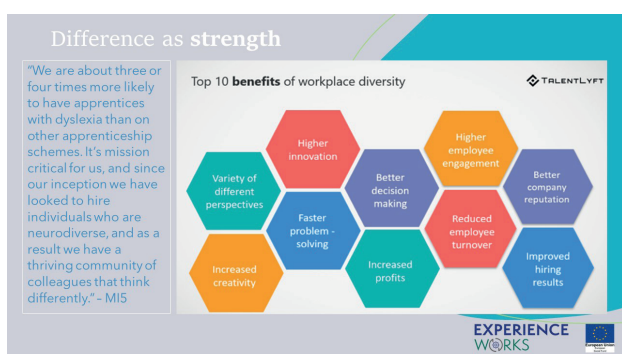 Difference as strength
"We are about three or
four times more likely
to have apprentices
with dyslexia than on
other apprenticeship
schemes. It's mission
critical for us, and since
our inception we have
looked to hire
individuals who are
neurodiverse, and as a
result we have a
thriving community of
colleagues that think
differently." - MI5
Top 10 benefits of workplace diversity
TALENTLYFT
Variety of
different
perspectives
Higher
innovation
Better
decision
making
Higher
employee
engagement
Better
company
reputation
Increased
creativity
Faster
problem -
solving
Increased
profits
Reduced
employee
turnover
Improved
hiring
results
EXPERIENCE
WORKS
European Union